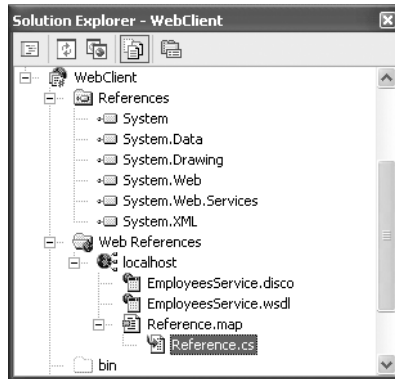 Solution Explorer - WebClient
WebClient
References
System
System.Data
System.Drawing
System.Web
System.Web.Services
System.XML
Web References
localhost
EmployeesService.disco
EmployeesService.wsdl
Reference.map
Reference.cs
bin